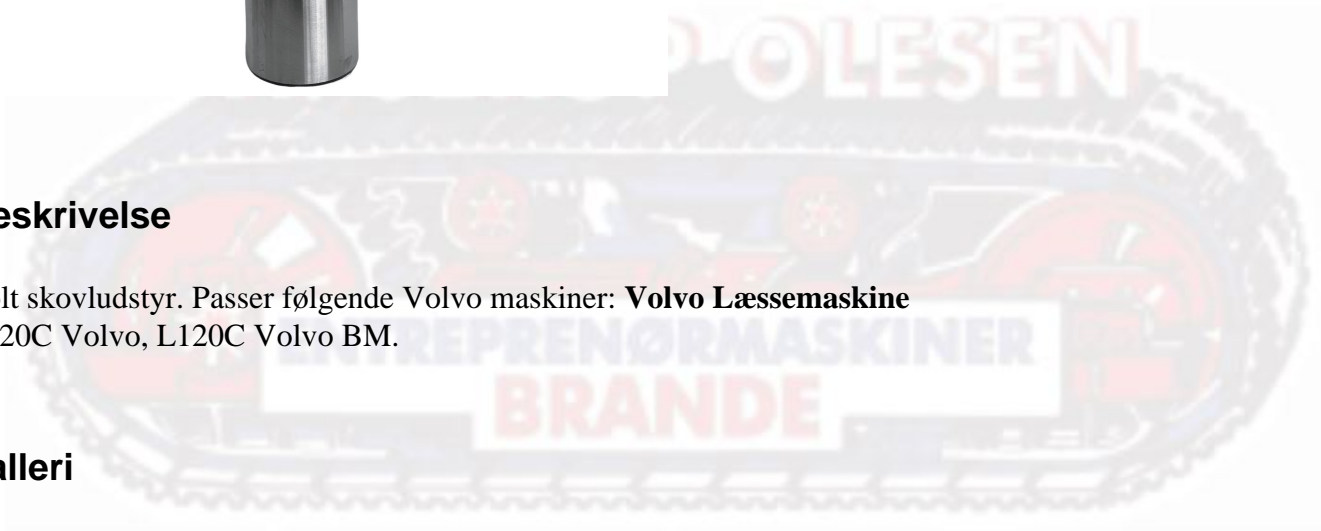 P OLESEN
eskrivelse
lt skovludstyr. Passer følgende Volvo maskiner: Volvo Læssemaskine
20C Volvo, L120C Volvo BM.
ENTREPRENØRMASKINER
BRANDE
alleri